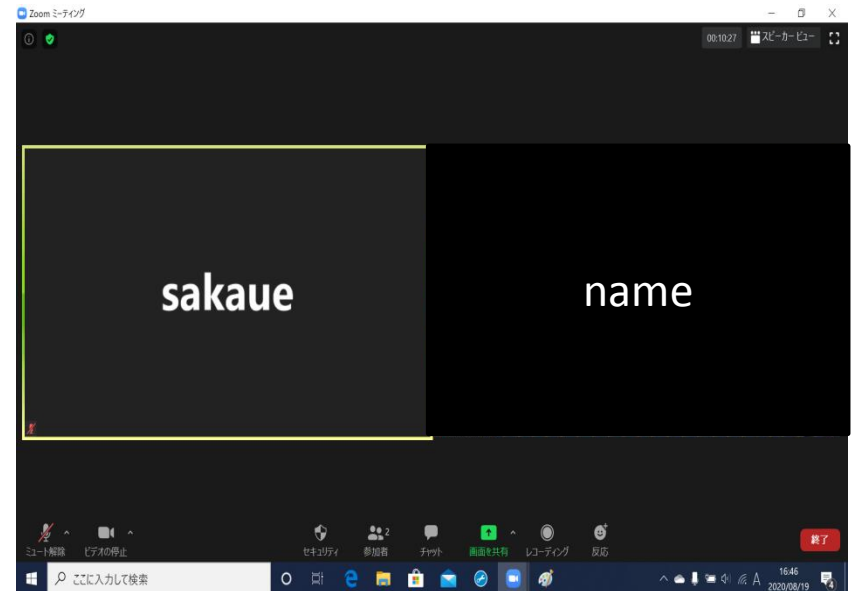 Zoom ミーティング
00:10:27 スピーカー ビュー
sakaue
name
ミュート解除 ビデオの停止 セキュリティ 参加者 2 チャット 画面を共有 レコーディング 反応 終了
ここに入力して検索
A 16:46
2020/08/19 4